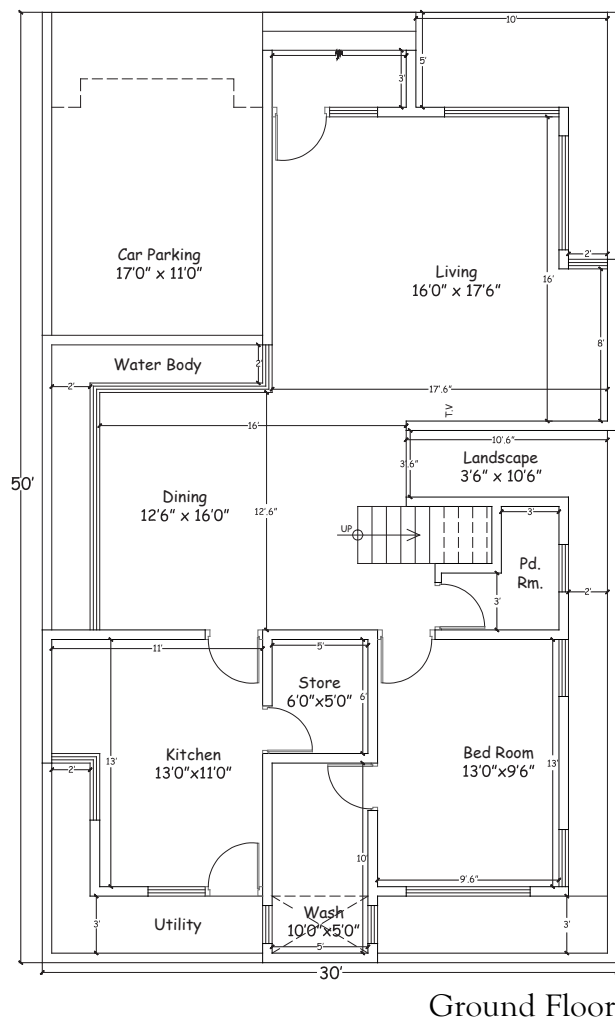 10'
5'
3'
Car Parking
17'0" x 11'0"
Living
16'0" x 17'6"
2'
16'
8'
Water Body
2'
2'
17'.6"
T.V
16'
10'.6"
Landscape
3'6" x 10'6"
3'.6"
50'
Dining
12'6" x 16'0"
12'.6"
UP
3'
Pd.
Rm.
2'
3'
11'
5'
Store
6'0"x5'0"
6'
Kitchen
13'0"x11'0"
13'
Bed Room
13'0"x9'6"
13'
2'
10'
9'.6"
Utility
3'
Wash
10'0"x5'0"
5'
3'
30'
Ground Floor